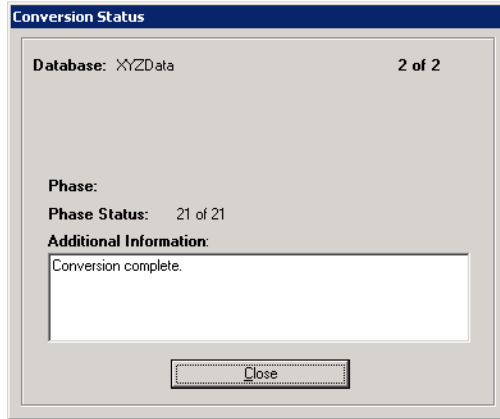 Conversion Status
Database: XYZData 2 of 2
Phase:
Phase Status: 21 of 21
Additional Information:
Conversion complete.
Close